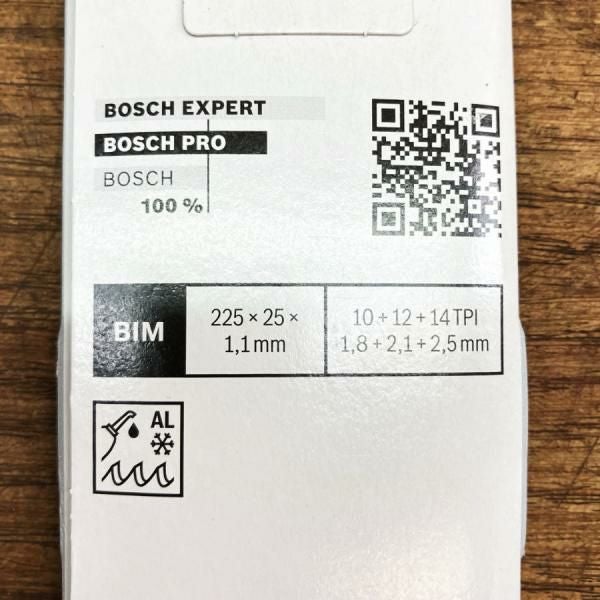 BOSCH EXPERT
BOSCH PRO
BOSCH
100 %
BIM
225 × 25 ×
1,1 mm
10 + 12 + 14 TPI
1,8 + 2,1 + 2,5 mm
AL